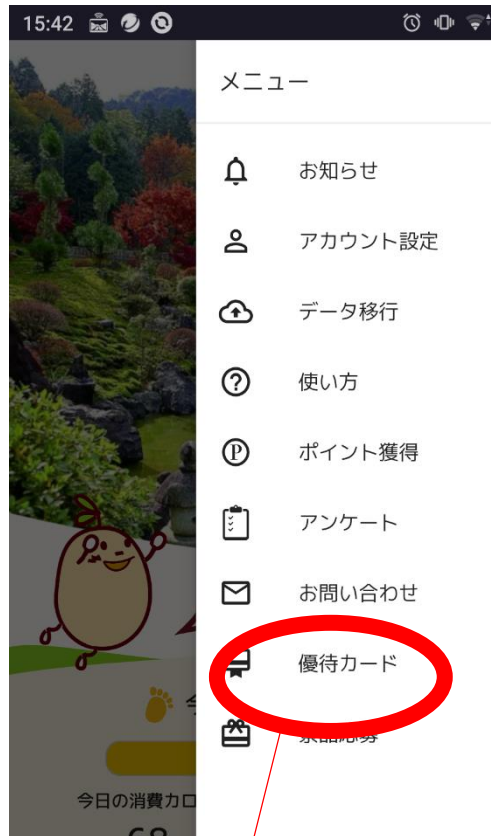 15:42
メニュー
お知らせ
アカウント設定
データ移行
使い方
ポイント獲得
アンケート
お問い合わせ
優待カード
今日の消費カロ
68